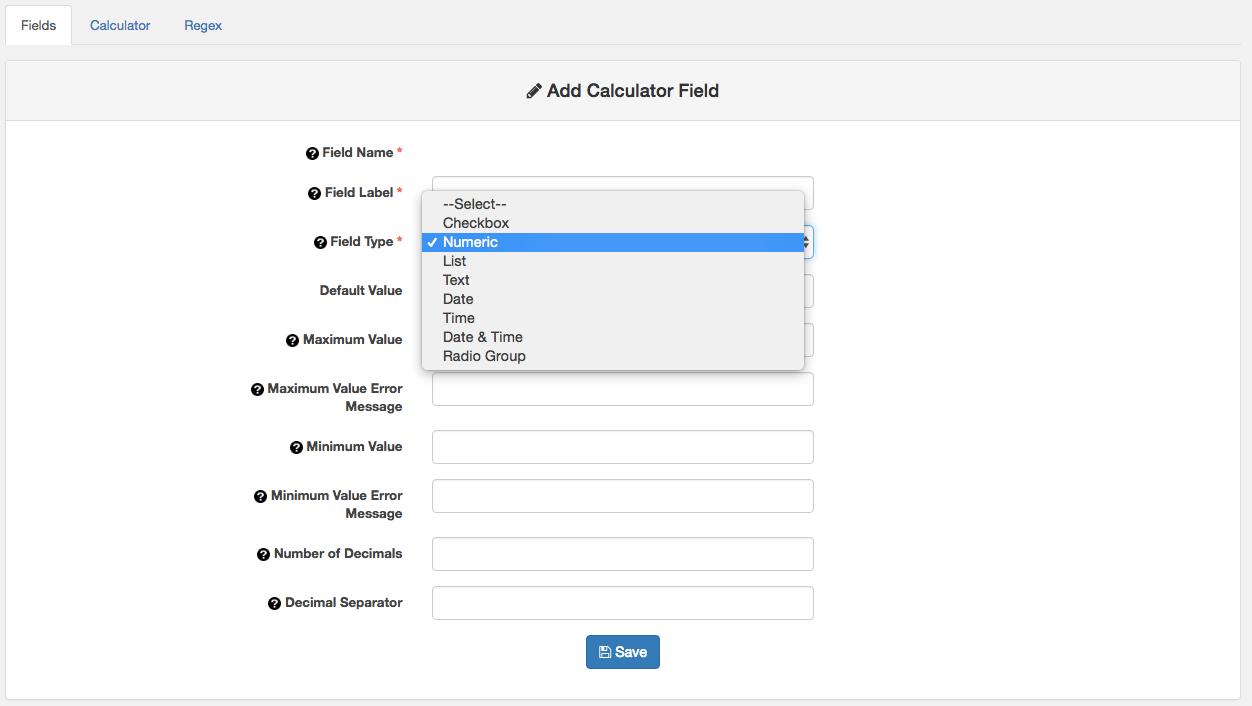 Fields Calculator Regex
Add Calculator Field
Field Name *
Field Label *
--Select--
Checkbox
Field Type *
Numeric
List
Text
Default Value
Date
Time
Maximum Value
Date & Time
Radio Group
Maximum Value Error
Message
Minimum Value
Minimum Value Error
Message
Number of Decimals
Decimal Separator
Save